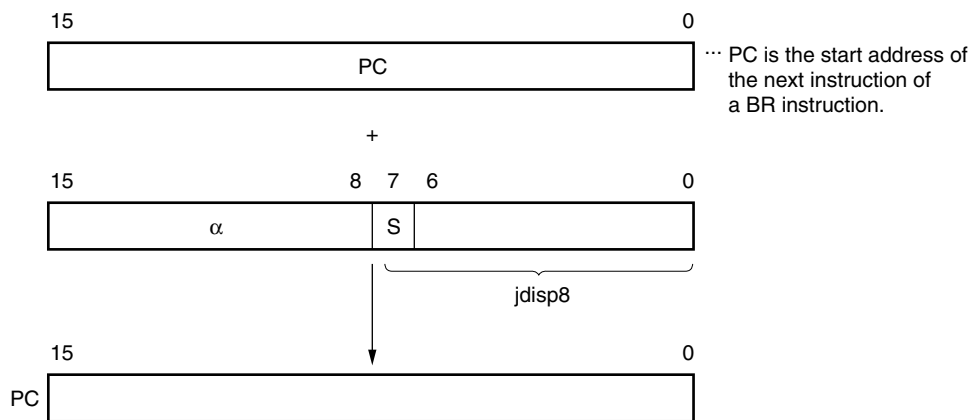 15 0
PC
... PC is the start address of
the next instruction of
a BR instruction.
+
15 8 7 6 0
α S
jdisp8
15 0
PC